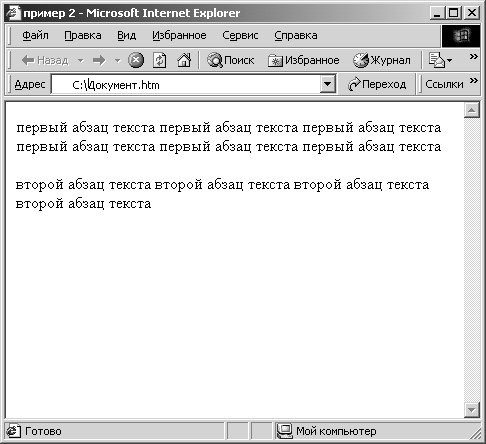 пример 2 - Microsoft Internet Explorer
Файл Правка Вид Избранное Сервис Справка
Назад Поиск Избранное Журнал »
Адрес C:\Документ.htm Переход Ссылки »
первый абзац текста первый абзац текста первый абзац текста
первый абзац текста первый абзац текста первый абзац текста
второй абзац текста второй абзац текста второй абзац текста
второй абзац текста
Готово Мой компьютер